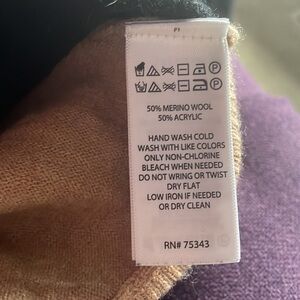 50% MERINO WOOL
50% ACRYLIC
HAND WASH COLD
WASH WITH LIKE COLORS
ONLY NON-CHLORINE
BLEACH WHEN NEEDED
DO NOT WRING OR TWIST
DRY FLAT
LOW IRON IF NEEDED
OR DRY CLEAN
RN# 75343